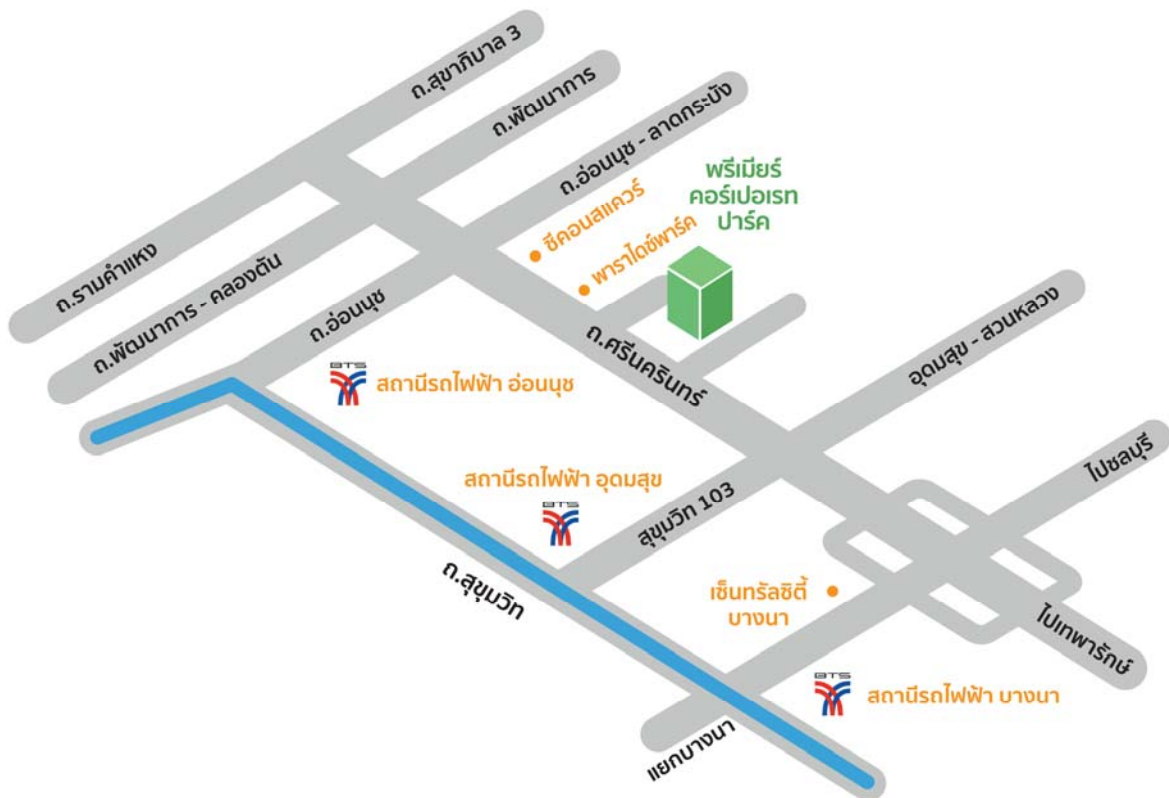 ถ.สุขาภิบาล 3
ถ.พัฒนาการ
ถ.อ่อนนุช - ลาดกระบัง
พรีเมียร์
คอร์เปอเรท
ปาร์ค
ซีคอนสแควร์
พาราไดซ์พาร์ค
ถ.รามคำแหง
ถ.พัฒนาการ - คลองตัน
ถ.อ่อนนุช
ถ.ศรีนครินทร์
อุดมสุข - สวนหลวง
BTS
สถานีรถไฟฟ้า อ่อนนุช
ไปชลบุรี
สถานีรถไฟฟ้า อุดมสุข
BTS
สุขุมวิท 103
ถ.สุขุมวิท
เซ็นทรัลซิตี้
บางนา
ไปเทพารักษ์
BTS
สถานีรถไฟฟ้า บางนา
แยกบางนา